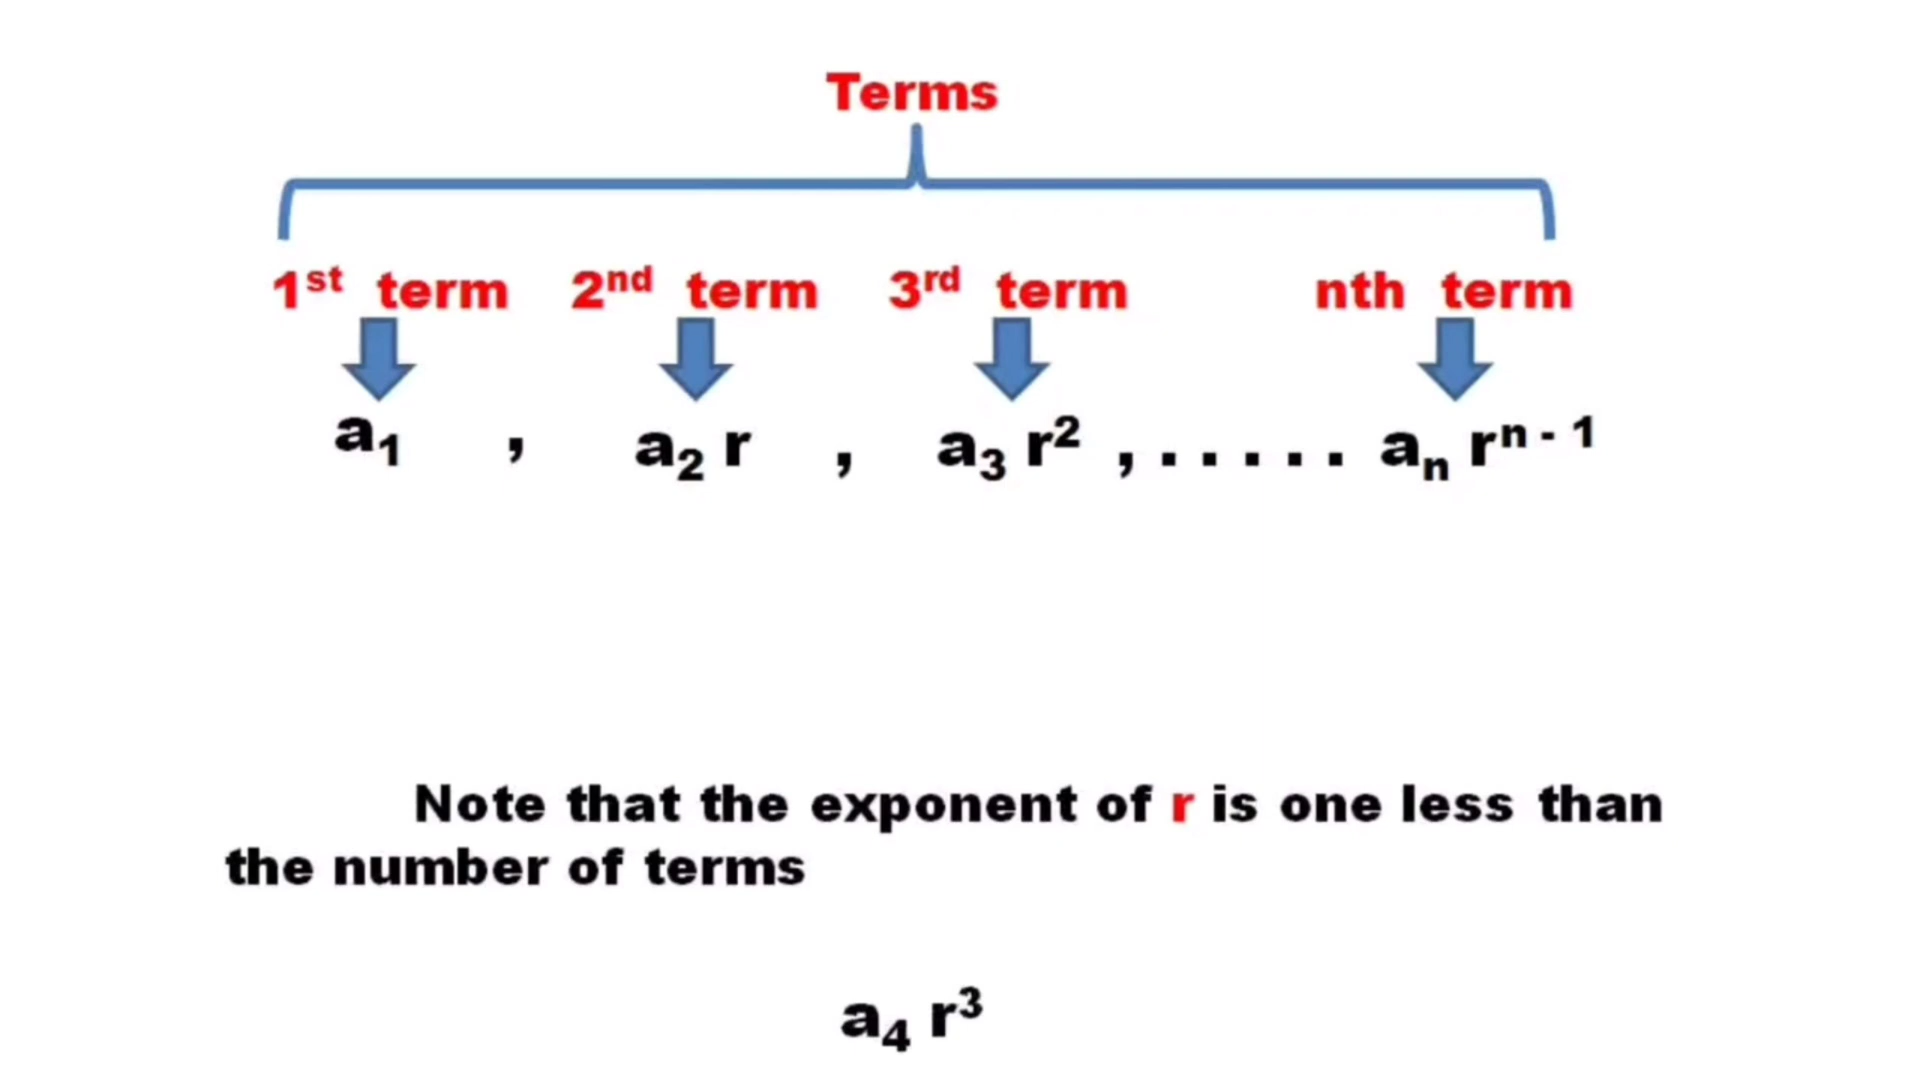 Terms
1ˢᵗ term 2ⁿᵈ term 3ʳᵈ term nth term
a₁ , a₂ r , a₃ r² , . . . . . aₙ rⁿ ⁻ ¹
Note that the exponent of r is one less than
the number of terms
a₄ r³